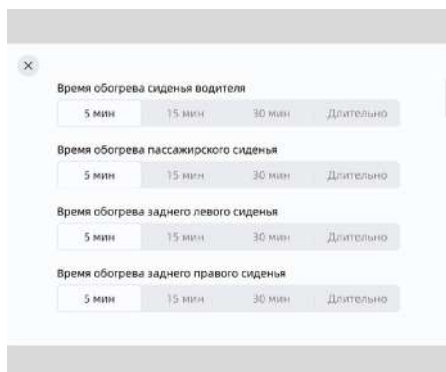 Время обогрева сиденья водителя
5 мин 15 мин 30 мин Длительно
Время обогрева пассажирского сиденья
5 мин 15 мин 30 мин Длительно
Время обогрева заднего левого сиденья
5 мин 15 мин 30 мин Длительно
Время обогрева заднего правого сиденья
5 мин 15 мин 30 мин Длительно